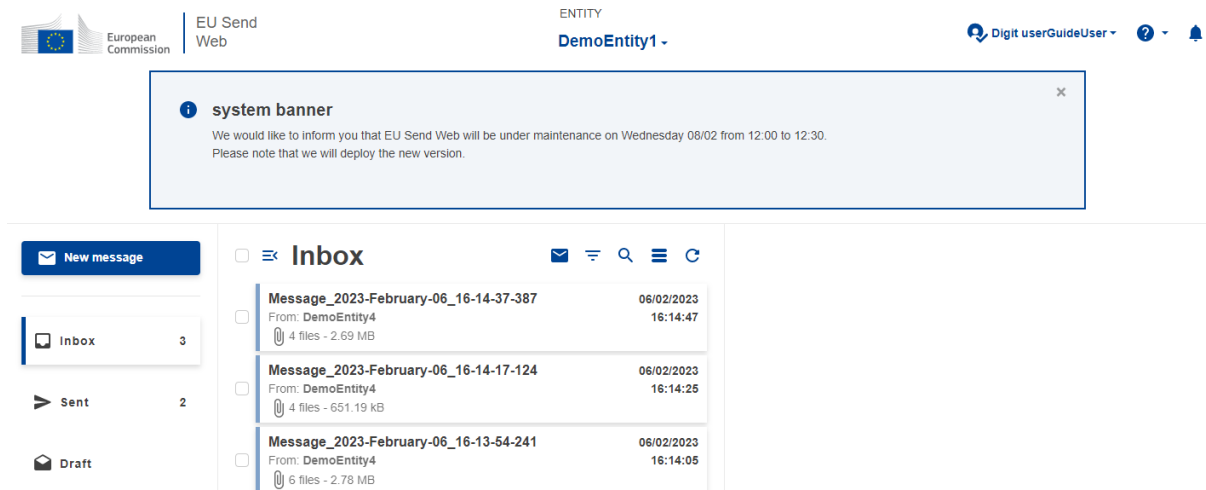 European
Commission
EU Send
Web
ENTITY
DemoEntity1
Digit userGuideUser
?
system banner
We would like to inform you that EU Send Web will be under maintenance on Wednesday 08/02 from 12:00 to 12:30.
Please note that we will deploy the new version.
New message
Inbox 3
Sent 2
Draft
Inbox
Message_2023-February-06_16-14-37-387 06/02/2023
From: DemoEntity4 16:14:47
4 files - 2.69 MB
Message_2023-February-06_16-14-17-124 06/02/2023
From: DemoEntity4 16:14:25
4 files - 651.19 kB
Message_2023-February-06_16-13-54-241 06/02/2023
From: DemoEntity4 16:14:05
6 files - 2.78 MB